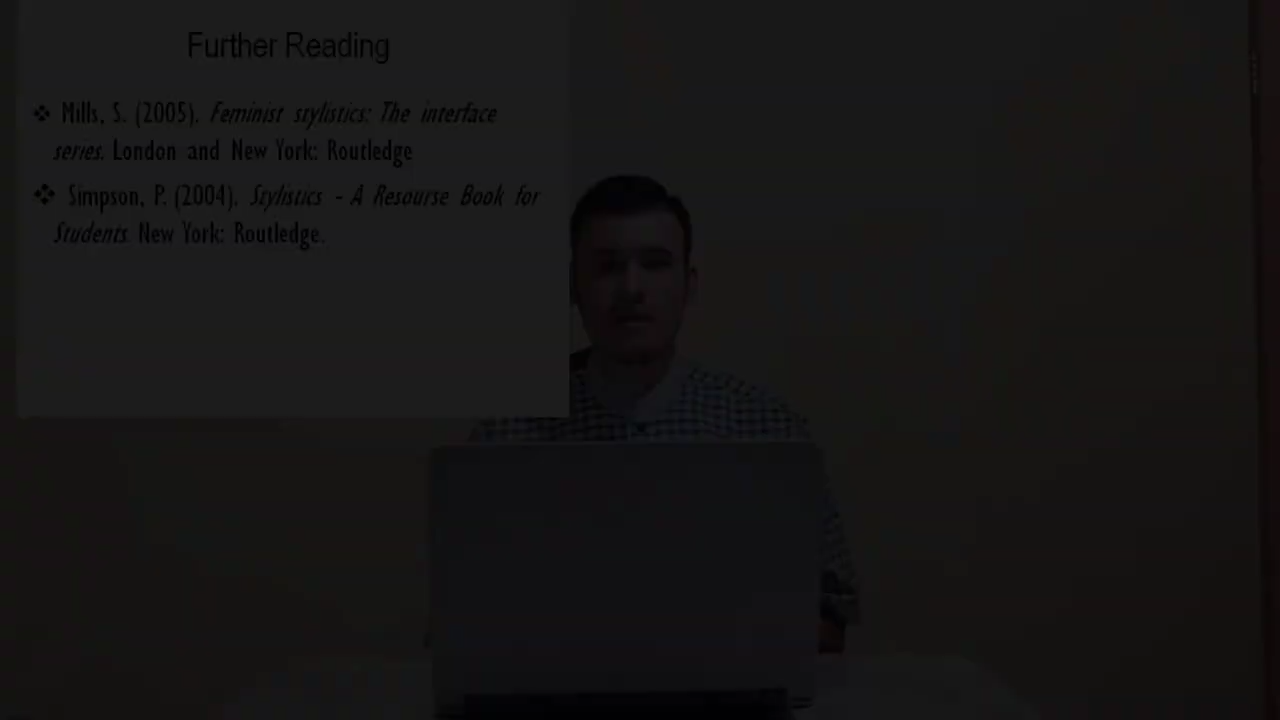 Further Reading
❖ Mills, S. (2005). Feminist stylistics: The interface
series. London and New York: Routledge
❖ Simpson, P. (2004). Stylistics - A Resourse Book for
Students. New York: Routledge.